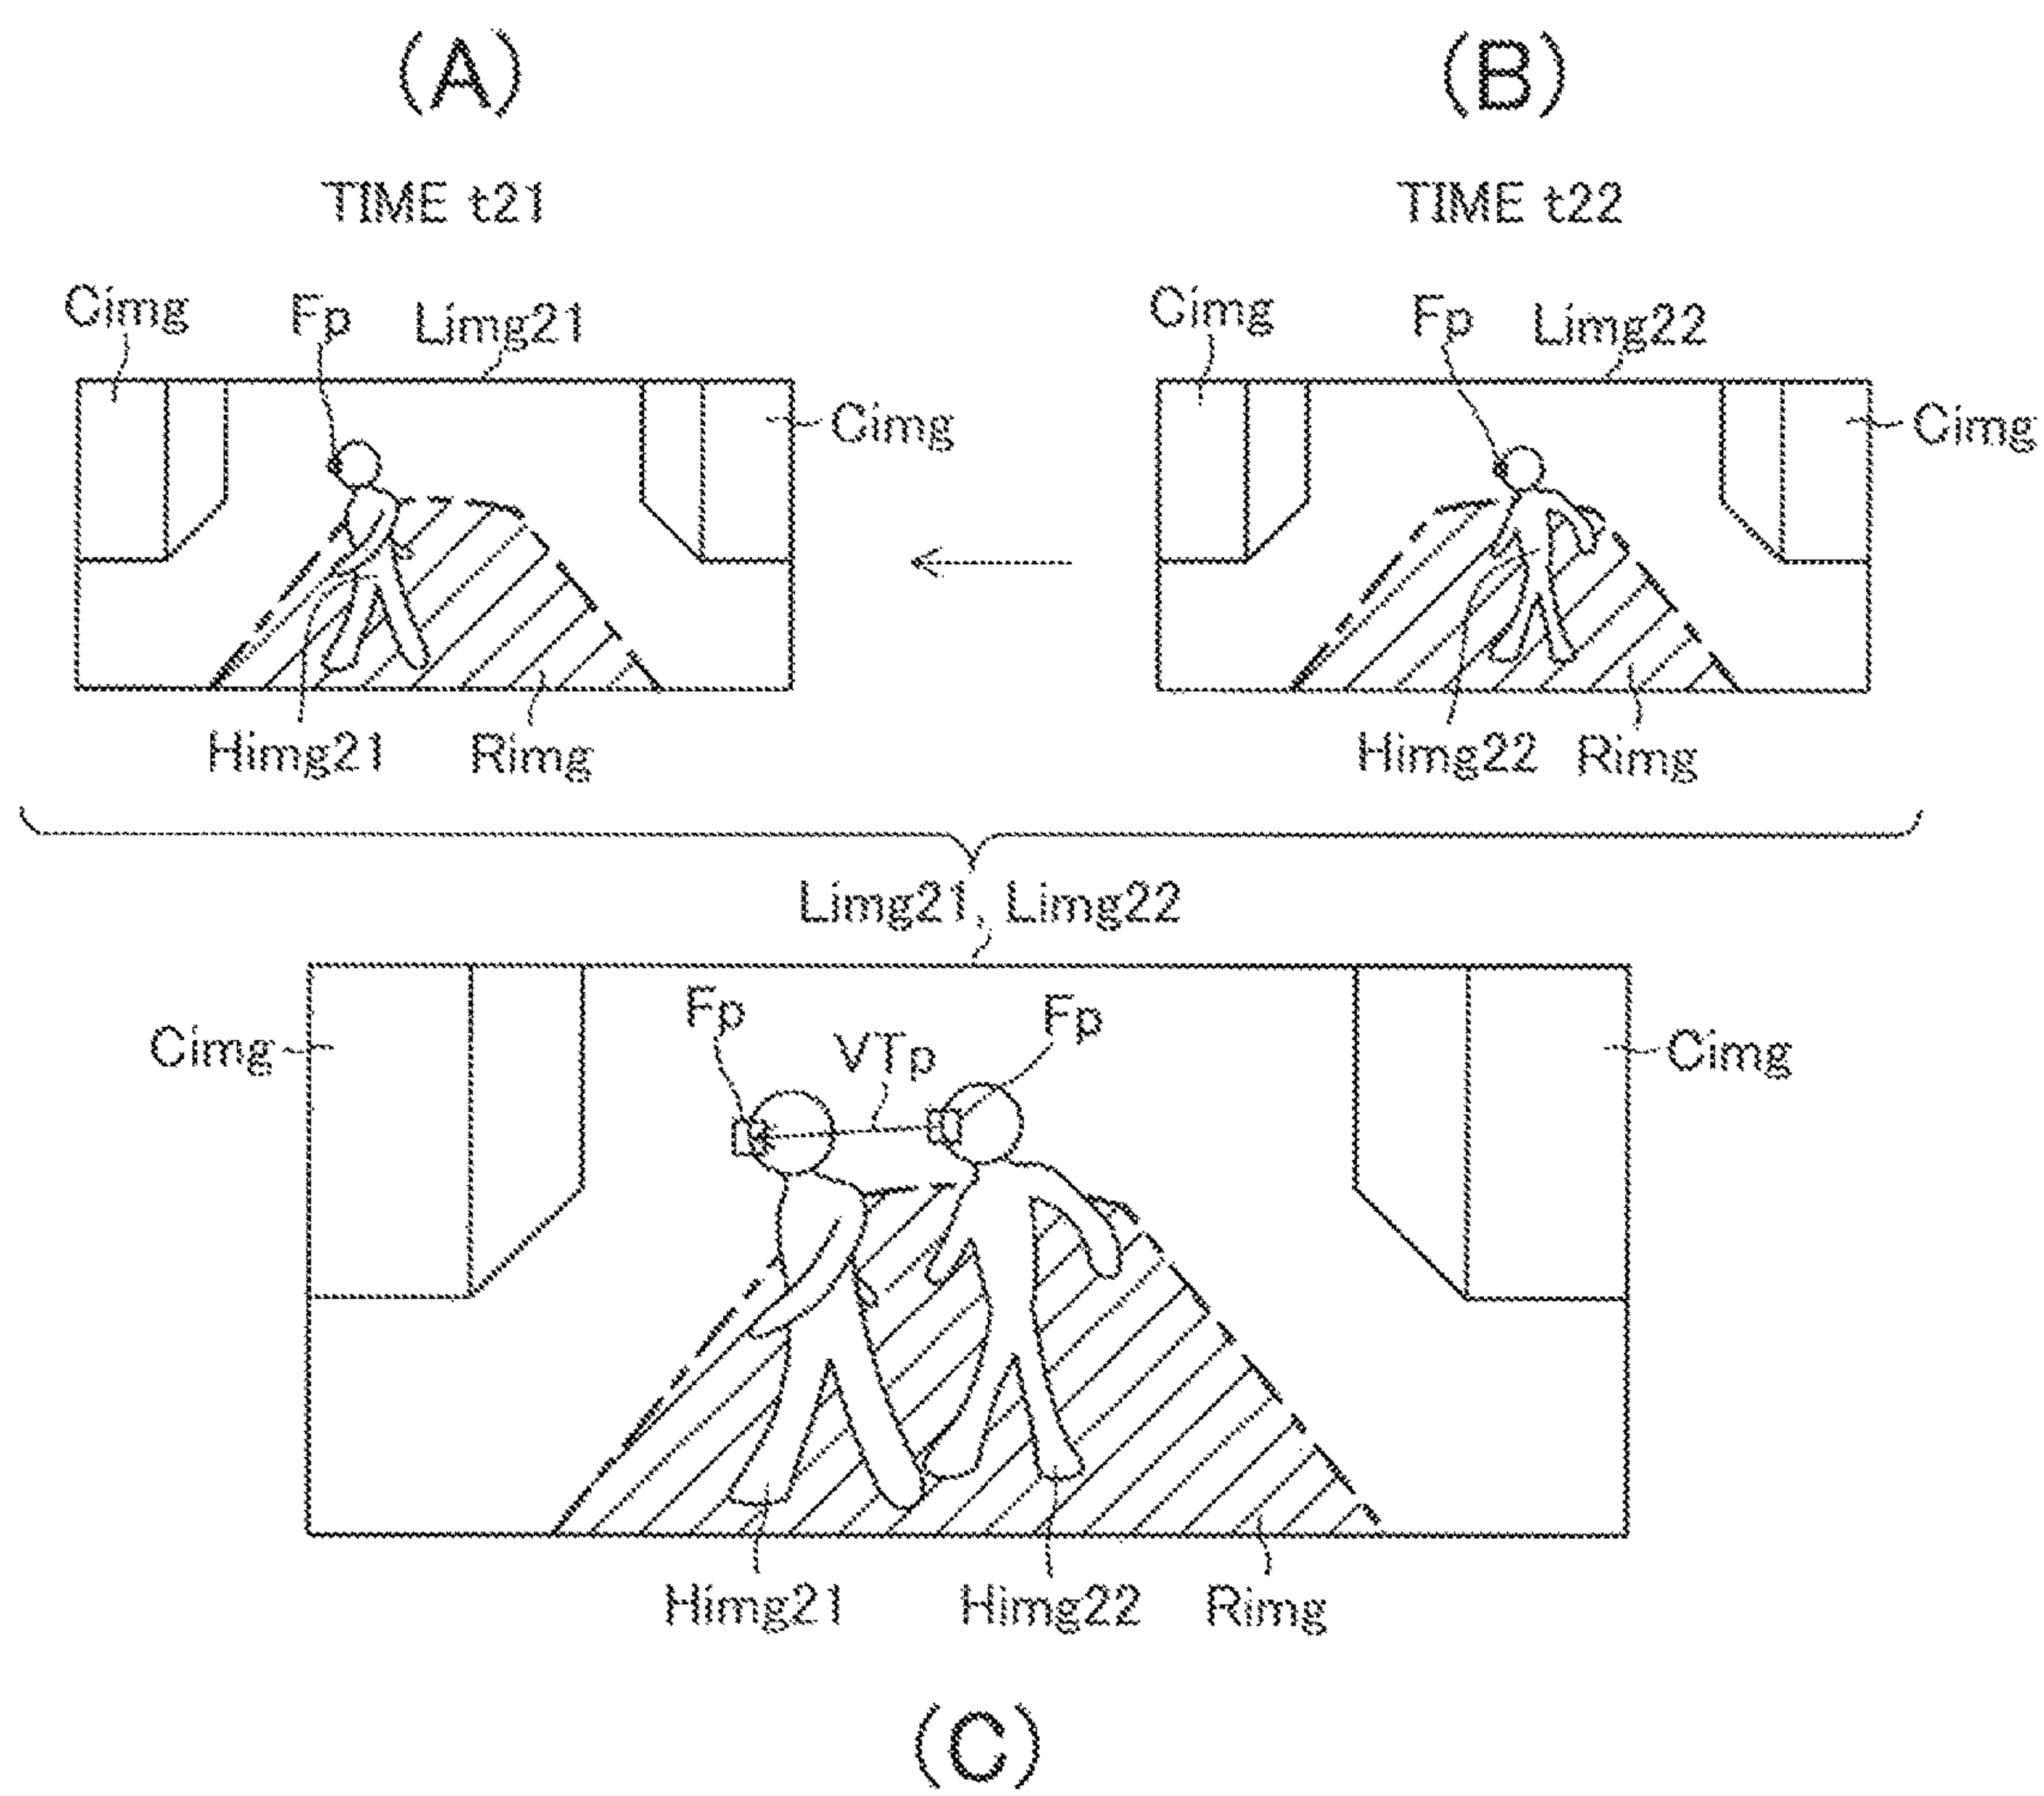 (A)
(B)
TIME t21
TIME t22
Cimg
Fp
Limg21
Cimg
Fp
Limg22
Cimg
Cimg
Himg21
Rimg
Himg22
Rimg
Limg21, Limg22
Fp
Fp
Cimg
VTp
Cimg
Himg21
Himg22
Rimg
(C)